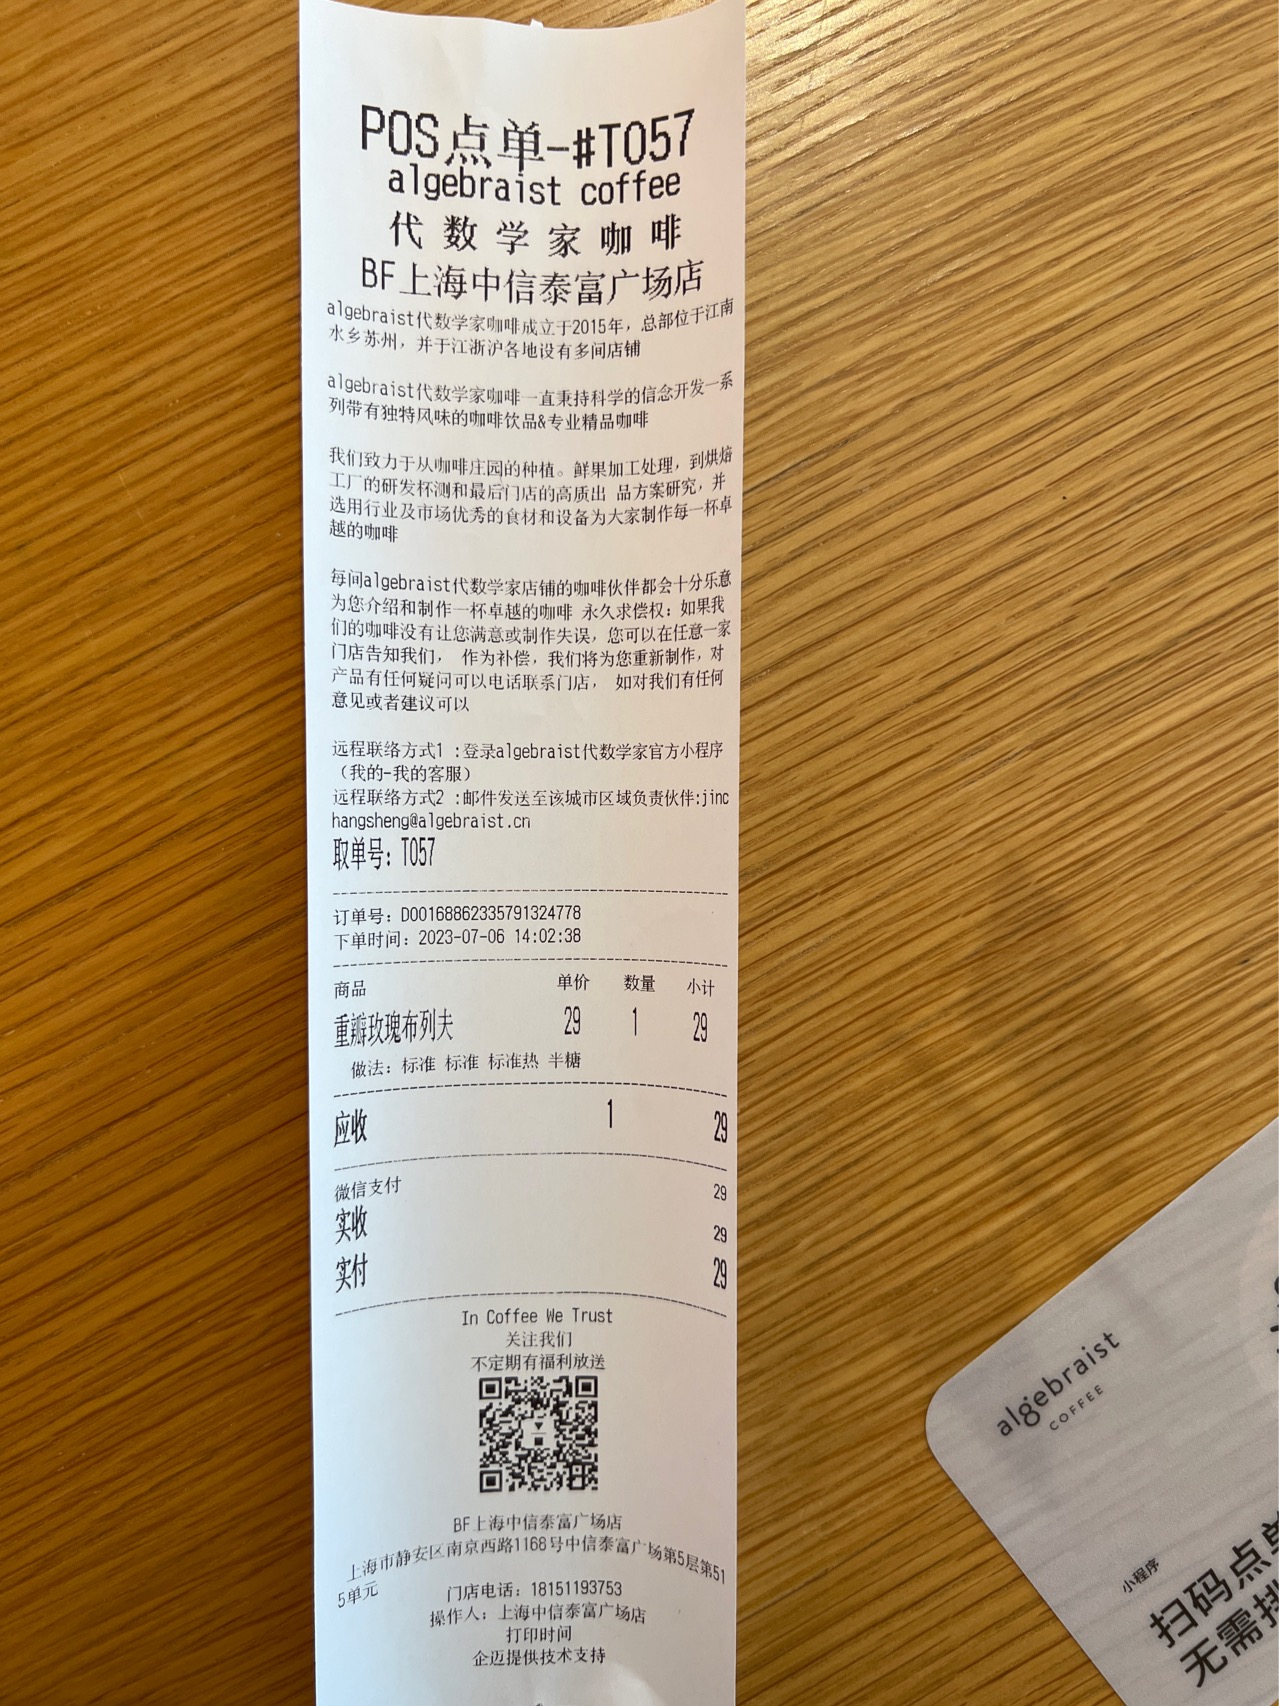 POS点单-#T057
algebraist coffee
代数学家咖啡
BF上海中信泰富广场店
algebraist代数学家咖啡成立于2015年，总部位于江南
水乡苏州，并于江浙沪各地设有多间店铺
algebraist代数学家咖啡一直秉持科学的信念开发一系
列带有独特风味的咖啡饮品&专业精品咖啡
我们致力于从咖啡庄园的种植。鲜果加工处理，到烘焙
工厂的研发杯测和最后门店的高质出 品方案研究，并
选用行业及市场优秀的食材和设备为大家制作每一杯卓
越的咖啡
每间algebraist代数学家店铺的咖啡伙伴都会十分乐意
为您介绍和制作一杯卓越的咖啡 永久求偿权：如果我
们的咖啡没有让您满意或制作失误，您可以在任意一家
门店告知我们， 作为补偿，我们将为您重新制作，对
产品有任何疑问可以电话联系门店， 如对我们有任何
意见或者建议可以
远程联络方式1 :登录algebraist代数学家官方小程序
（我的-我的客服）
远程联络方式2 :邮件发送至该城市区域负责伙伴:jinc
hangsheng@algebraist.cn
取单号：T057
订单号：D00168862335791324778
下单时间：2023-07-06 14:02:38
商品 单价 数量 小计
重瓣玫瑰布列夫 29 1 29
做法：标准 标准 标准热 半糖
应收 1 29
微信支付 29
实收 29
实付 29
In Coffee We Trust
关注我们
不定期有福利放送
BF上海中信泰富广场店
上海市静安区南京西路1168号中信泰富广场第5层第51
5单元
门店电话：18151193753
操作人：上海中信泰富广场店
打印时间
企迈提供技术支持
algebraist
COFFEE
小程序
扫码点单
无需排